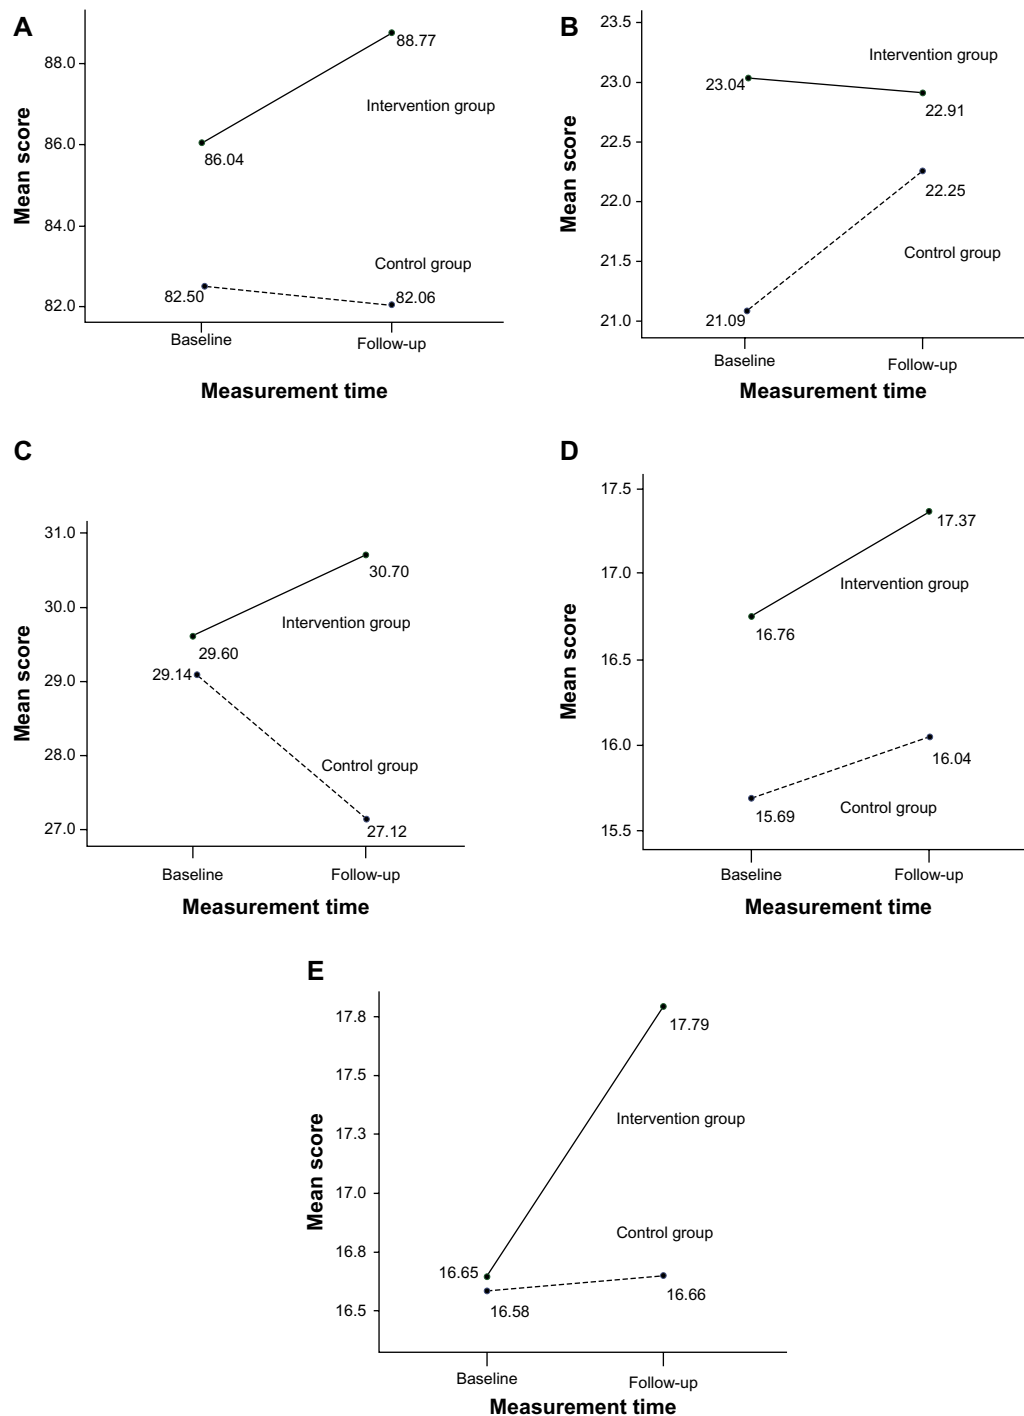 A
88.0
86.0
84.0
82.0
Mean score
88.77
Intervention group
86.04
Control group
82.50
82.06
Baseline
Follow-up
Measurement time
B
23.5
23.0
22.5
22.0
21.5
21.0
Mean score
Intervention group
23.04
22.91
22.25
Control group
21.09
Baseline
Follow-up
Measurement time
C
31.0
30.0
29.0
28.0
27.0
Mean score
30.70
Intervention group
29.60
29.14
Control group
27.12
Baseline
Follow-up
Measurement time
D
17.5
17.0
16.5
16.0
15.5
Mean score
17.37
Intervention group
16.76
16.04
Control group
15.69
Baseline
Follow-up
Measurement time
E
17.8
17.5
17.3
17.0
16.8
16.5
Mean score
17.79
Intervention group
Control group
16.65
16.58
16.66
Baseline
Follow-up
Measurement time